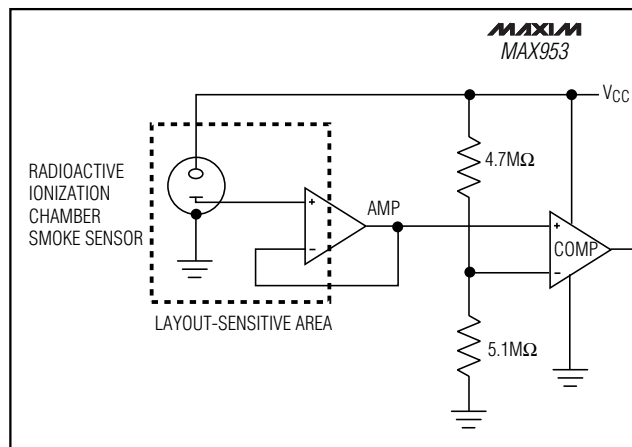 MAXIM
MAX953
VCC
RADIOACTIVE
IONIZATION
CHAMBER
SMOKE SENSOR
4.7MΩ
+
AMP
-
+
COMP
-
LAYOUT-SENSITIVE AREA
5.1MΩ